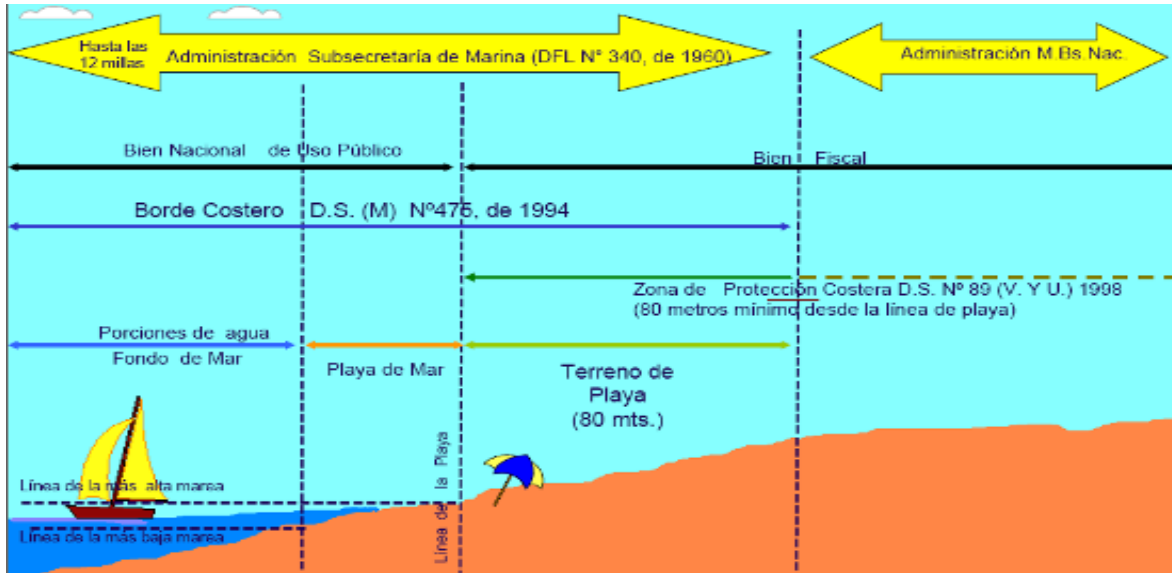 Hasta las
12 millas
Administración Subsecretaría de Marina (DFL N° 340, de 1960)
Administración M.Bs.Nac.
Bien Nacional de Uso Público
Bien Fiscal
Borde Costero D.S. (M) Nº475, de 1994
Zona de Protección Costera D.S. Nº 89 (V. Y U.) 1998
(80 metros mínimo desde la línea de playa)
Porciones de agua
Fondo de Mar
Playa de Mar
Terreno de
Playa
(80 mts.)
Línea de la Playa
Línea de la más alta marea
Línea de la más baja marea